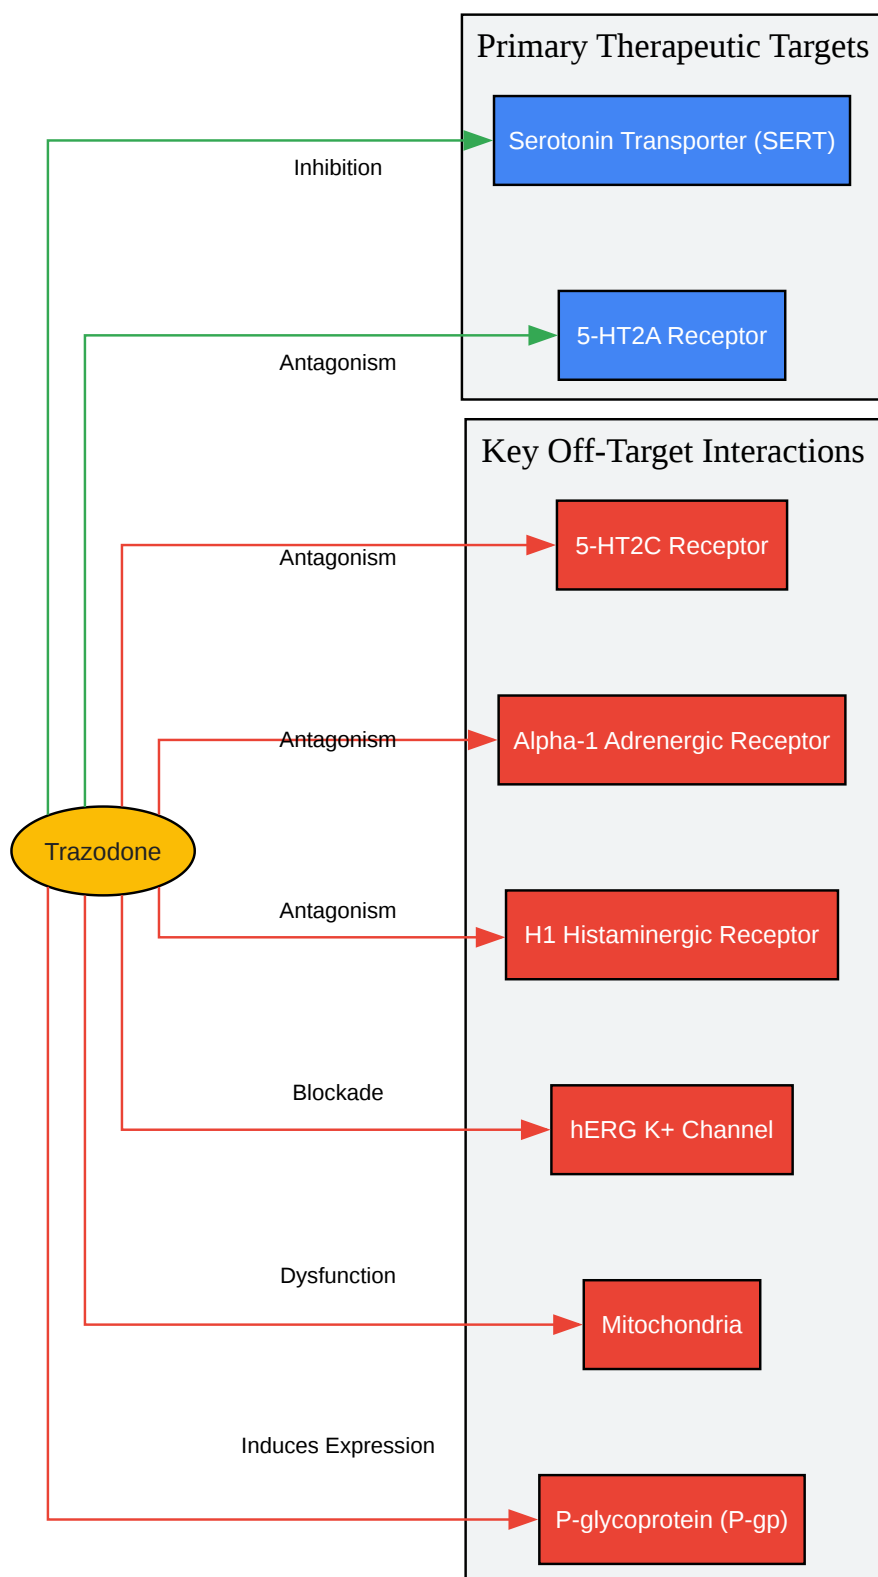 Primary Therapeutic Targets
Serotonin Transporter (SERT)
Inhibition
5-HT2A Receptor
Antagonism
Key Off-Target Interactions
5-HT2C Receptor
Antagonism
Antagonism
Alpha-1 Adrenergic Receptor
Trazodone
Antagonism
H1 Histaminergic Receptor
Blockade
hERG K+ Channel
Dysfunction
Mitochondria
Induces Expression
P-glycoprotein (P-gp)